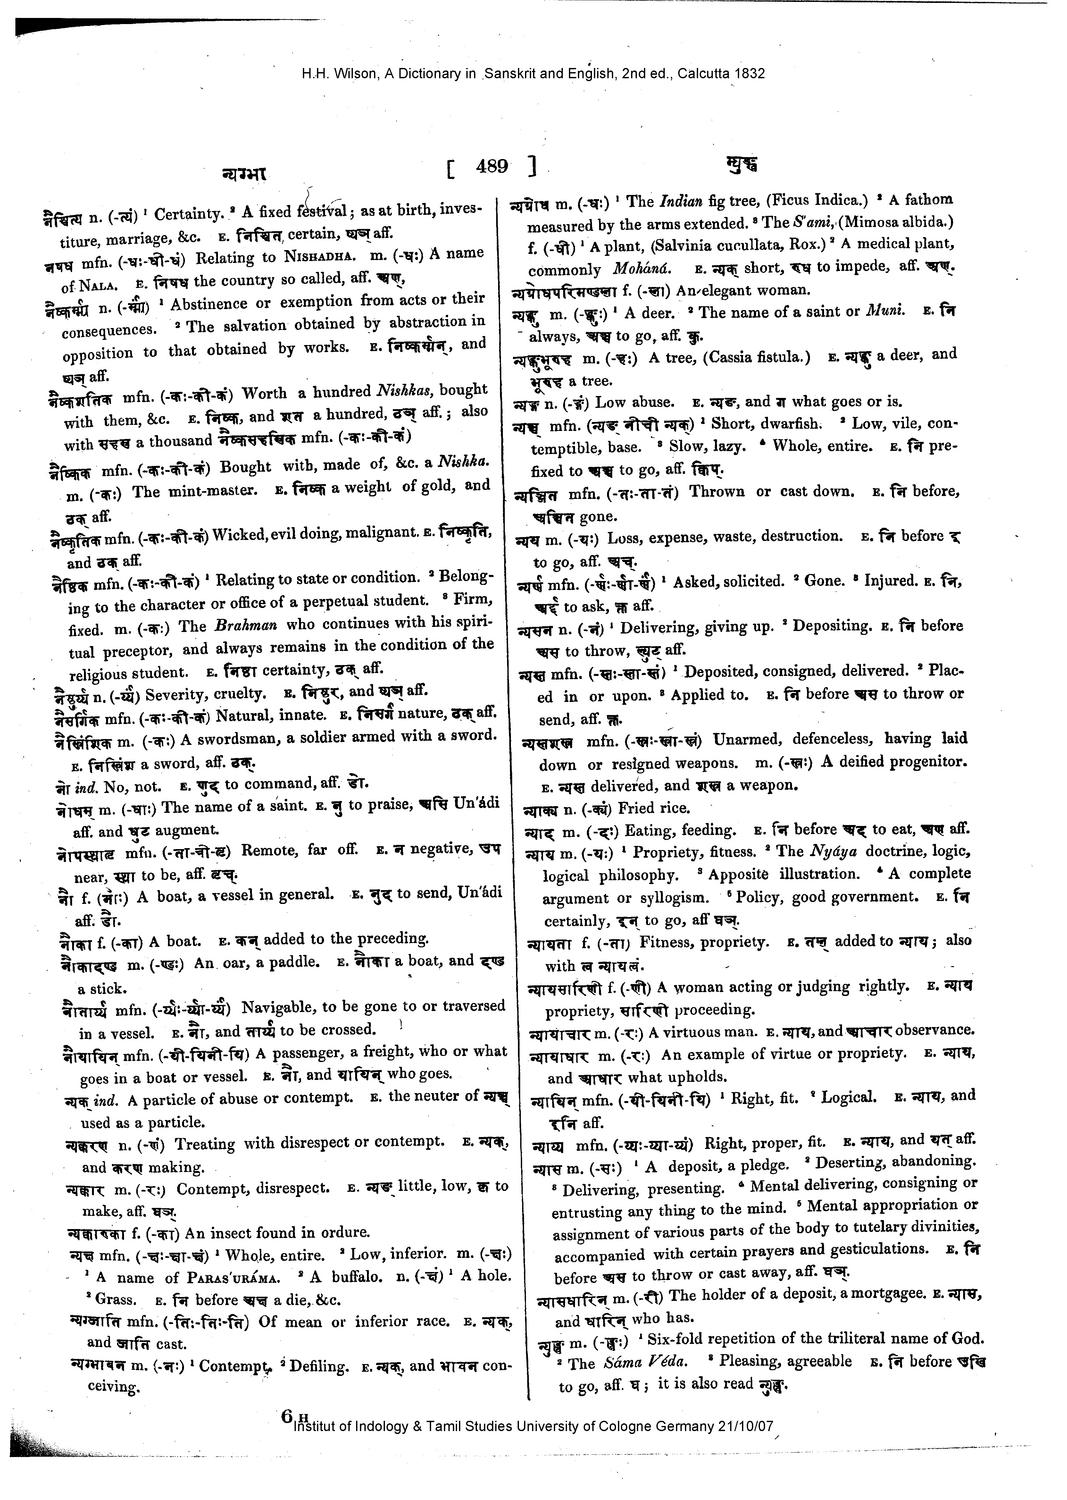 H.H. Wilson, A Dictionary in Sanskrit and English, 2nd ed., Calcutta 1832
न्यग्भा
[ 489 ]
न्युङ्ख
नैश्चित्य n. (-त्यं) ¹ Certainty. ² A fixed festival; as at birth, inves-
titure, marriage, &c. E. निश्चित, certain, ष्यञ् aff.
नैषध mfn. (-धः-धी-धं) Relating to NISHADHA. m. (-धः) A name
of NALA. E. निषध the country so called, aff. अण्,
नैष्कर्म्म्य n. (-र्म्म्यं) ¹ Abstinence or exemption from acts or their
consequences. ² The salvation obtained by abstraction in
opposition to that obtained by works. E. निष्कर्म्मन्, and
ष्यञ् aff.
नैष्कशतिक mfn. (-कः-की-कं) Worth a hundred Nishkas, bought
with them, &c. E. निष्क, and शत a hundred, ठञ् aff.; also
with सहस्र a thousand नैष्कसहस्रिक mfn. (-कः-की-कं)
नैष्किक mfn. (-कः-की-कं) Bought with, made of, &c. a Nishka.
m. (-कः) The mint-master. E. निष्क a weight of gold, and
ठक् aff.
नैष्कृतिक mfn. (-कः-की-कं) Wicked, evil doing, malignant. E. निष्कृति,
and ठक् aff.
नैष्ठिक mfn. (-कः-की-कं) ¹ Relating to state or condition. ² Belong-
ing to the character or office of a perpetual student. ³ Firm,
fixed. m. (-कः) The Brahman who continues with his spiri-
tual preceptor, and always remains in the condition of the
religious student. E. निष्ठा certainty, ठक् aff.
नैष्ठुर्य्य n. (-र्य्यं) Severity, cruelty. E. निष्ठुर, and ष्यञ् aff.
नैसर्गिक mfn. (-कः-की-कं) Natural, innate. E. निसर्ग nature, ठक् aff.
नैस्त्रिंशिक m. (-कः) A swordsman, a soldier armed with a sword.
E. निस्त्रिंश a sword, aff. ठक्.
नो ind. No, not. E. णुद् to command, aff. डो.
नोधस् m. (-धाः) The name of a saint. E. नु to praise, असि Un'ádi
aff. and धुट augment.
नोपस्थातृ mfn. (-ता-त्री-तृ) Remote, far off. E. न negative, उप
near, स्था to be, aff. तृच्.
नौ f. (नौः) A boat, a vessel in general. E. नुद् to send, Un'ádi
aff. डौ.
नौका f. (-का) A boat. E. कन् added to the preceding.
नौकादण्ड m. (-ण्डः) An oar, a paddle. E. नौका a boat, and दण्ड
a stick.
नौतार्य्य mfn. (-र्य्यः-र्य्या-र्य्यं) Navigable, to be gone to or traversed
in a vessel. E. नौ, and तार्य्य to be crossed.
नौयायिन् mfn. (-यी-यिनी-यि) A passenger, a freight, who or what
goes in a boat or vessel. E. नौ, and यायिन् who goes.
न्यक् ind. A particle of abuse or contempt. E. the neuter of न्यच्
used as a particle.
न्यक्करण n. (-णं) Treating with disrespect or contempt. E. न्यक्,
and करण making.
न्यक्कार m. (-रः) Contempt, disrespect. E. न्यङ् little, low, कृ to
make, aff. घञ्.
न्यक्कारुका f. (-का) An insect found in ordure.
न्यक्ष mfn. (-क्षः-क्षा-क्षं) ¹ Whole, entire. ² Low, inferior. m. (-क्षः)
¹ A name of PARAS'URÁMA. ² A buffalo. n. (-क्षं) ¹ A hole.
² Grass. E. नि before अक्ष a die, &c.
न्यग्जाति mfn. (-तिः-तिः-ति) Of mean or inferior race. E. न्यक्,
and जाति cast.
न्यग्भावन m. (-नः) ¹ Contempt, ² Defiling. E. न्यक्, and भावन con-
ceiving.
न्यग्रोध m. (-धः) ¹ The Indian fig tree, (Ficus Indica.) ² A fathom
measured by the arms extended. ³ The S'ami, (Mimosa albida.)
f. (-धी) ¹ A plant, (Salvinia cucullata, Rox.) ² A medical plant,
commonly Moháná. E. न्यक् short, रुध to impede, aff. अण्.
न्यग्रोधपरिमण्डला f. (-ला) An elegant woman.
न्यङ्कु m. (-ङ्कुः) ¹ A deer. ² The name of a saint or Muni. E. नि
always, अञ्च to go, aff. कु.
न्यङ्कुभूरुह m. (-हः) A tree, (Cassia fistula.) E. न्यङ्कु a deer, and
भूरुह a tree.
न्यङ्ग n. (-ङ्गं) Low abuse. E. न्यङ, and ग what goes or is.
न्यच् mfn. (न्यङ् नीची न्यक्) ¹ Short, dwarfish. ² Low, vile, con-
temptible, base. ³ Slow, lazy. ⁴ Whole, entire. E. नि pre-
fixed to अञ्च to go, aff. क्विप्.
न्यञ्चित mfn. (-तः-ता-तं) Thrown or cast down. E. नि before,
अञ्चित gone.
न्यय m. (-यः) Loss, expense, waste, destruction. E. नि before इ
to go, aff. अच्.
न्यर्ण mfn. (-र्णः-र्णा-र्णं) ¹ Asked, solicited. ² Gone. ³ Injured. E. नि,
अर्द to ask, क्त aff.
न्यसन n. (-नं) ¹ Delivering, giving up. ² Depositing. E. नि before
अस to throw, ल्युट aff.
न्यस्त mfn. (-स्तः-स्ता-स्तं) ¹ Deposited, consigned, delivered. ² Plac-
ed in or upon. ³ Applied to. E. नि before अस to throw or
send, aff. क्त.
न्यस्तशस्त्र mfn. (-स्त्रः-स्त्रा-स्त्रं) Unarmed, defenceless, having laid
down or resigned weapons. m. (-स्त्रः) A deified progenitor.
E. न्यस्त delivered, and शस्त्र a weapon.
न्याक्य n. (-क्यं) Fried rice.
न्याद m. (-दः) Eating, feeding. E. नि before अद् to eat, अण् aff.
न्याय m. (-यः) ¹ Propriety, fitness. ² The Nyáya doctrine, logic,
logical philosophy. ³ Apposite illustration. ⁴ A complete
argument or syllogism. ⁵ Policy, good government. E. नि
certainly, इन् to go, aff घञ्.
न्यायता f. (-ता) Fitness, propriety. E. तल् added to न्याय; also
with त्व न्यायत्वं.
न्यायसारिणी f. (-णी) A woman acting or judging rightly. E. न्याय
propriety, सारिणी proceeding.
न्यायाचार m. (-रः) A virtuous man. E. न्याय, and आचार observance.
न्यायाधार m. (-रः) An example of virtue or propriety. E. न्याय,
and आधार what upholds.
न्यायिन् mfn. (-यी-यिनी-यि) ¹ Right, fit. ² Logical. E. न्याय, and
इनि aff.
न्याय्य mfn. (-य्यः-य्या-य्यं) Right, proper, fit. E. न्याय, and यत् aff.
न्यास m. (-सः) ¹ A deposit, a pledge. ² Deserting, abandoning.
³ Delivering, presenting. ⁴ Mental delivering, consigning or
entrusting any thing to the mind. ⁵ Mental appropriation or
assignment of various parts of the body to tutelary divinities,
accompanied with certain prayers and gesticulations. E. नि
before अस to throw or cast away, aff. घञ्.
न्यासधारिन् m. (-री) The holder of a deposit, a mortgagee. E. न्यास,
and धारिन् who has.
न्युङ्ख m. (-ङ्खः) ¹ Six-fold repetition of the triliteral name of God.
² The Sáma Véda. ³ Pleasing, agreeable E. नि before उखि
to go, aff. घ; it is also read न्यूङ्ख.
6 H
Institut of Indology & Tamil Studies University of Cologne Germany 21/10/07